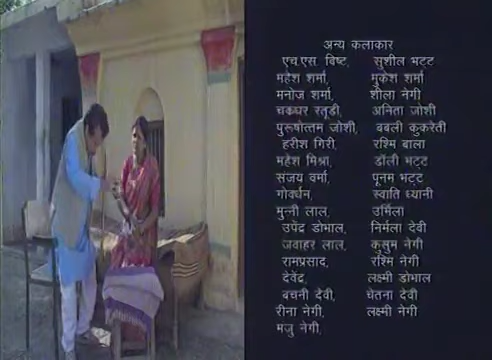 अन्य कलाकार
एच.एस बिष्ट, सुशील भट्ट
महेश शर्मा, मुकेश शर्मा
मनोज शर्मा, शीला नेगी
चक्रधर रतूड़ी, अनिता जोशी
पुरूषोत्तम जोशी, बबली कुकरेती
हरीश गिरी, रश्मि बाला
महेश मिश्रा, डॉली भट्ट
संजय वर्मा, पूनम भट्ट
गोवर्धन, स्वाति ध्यानी
मुन्नी लाल, उर्मिला
उपेंद्र डोभाल, निर्मला देवी
जवाहर लाल, कुसुम नेगी
रामप्रसाद, रश्मि नेगी
देवेंद्र, लक्ष्मी डोभाल
बचनी देवी, चेतना देवी
रीना नेगी, लक्ष्मी नेगी
मजु नेगी,